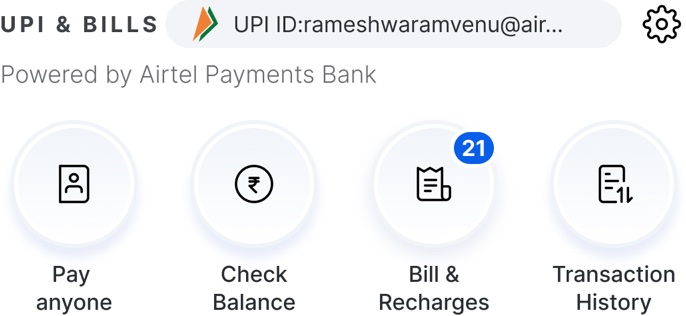 UPI & BILLS UPI ID:rameshwaramvenu@air...
Powered by Airtel Payments Bank
21
Pay anyone
Check Balance
Bill & Recharges
Transaction History